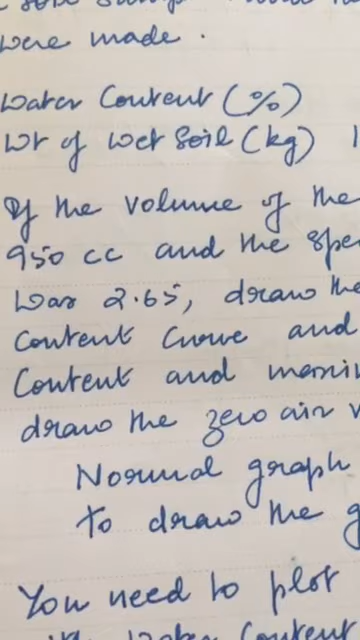 were made.
Water Content (%)
Wt of Wet Soil (kg)
If the volume of the
950 cc and the
was 2.65, draw the
Content Curve and
Content and
draw the zero air
Normal graph
to draw the
You need to plot
Water Content